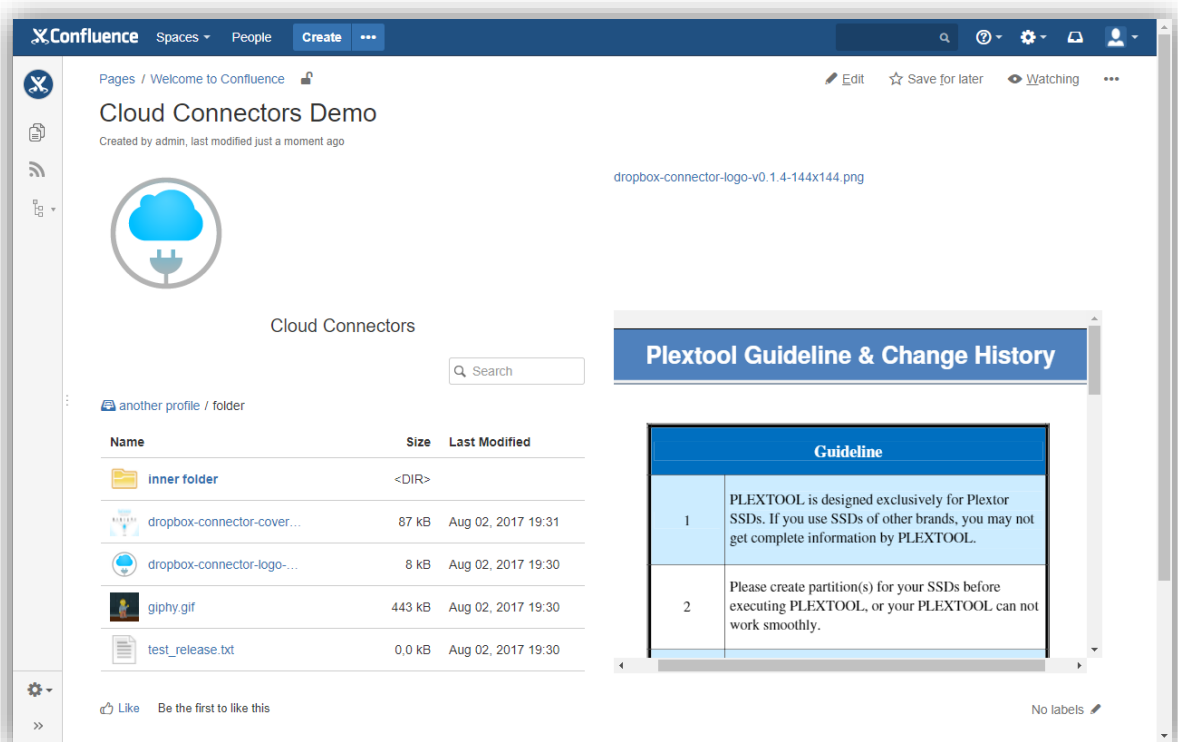 Confluence Spaces People Create
Pages / Welcome to Confluence
Edit Save for later Watching
Cloud Connectors Demo
Created by admin, last modified just a moment ago
dropbox-connector-logo-v0.1.4-144x144.png
Cloud Connectors
Search
another profile / folder
Name Size Last Modified
inner folder <DIR>
dropbox-connector-cover... 87 kB Aug 02, 2017 19:31
dropbox-connector-logo-... 8 kB Aug 02, 2017 19:30
giphy.gif 443 kB Aug 02, 2017 19:30
test_release.txt 0,0 kB Aug 02, 2017 19:30
Plextool Guideline & Change History
Guideline
1 PLEXTOOL is designed exclusively for Plextor
SSDs. If you use SSDs of other brands, you may not
get complete information by PLEXTOOL.
2 Please create partition(s) for your SSDs before
executing PLEXTOOL, or your PLEXTOOL can not
work smoothly.
Like Be the first to like this
No labels